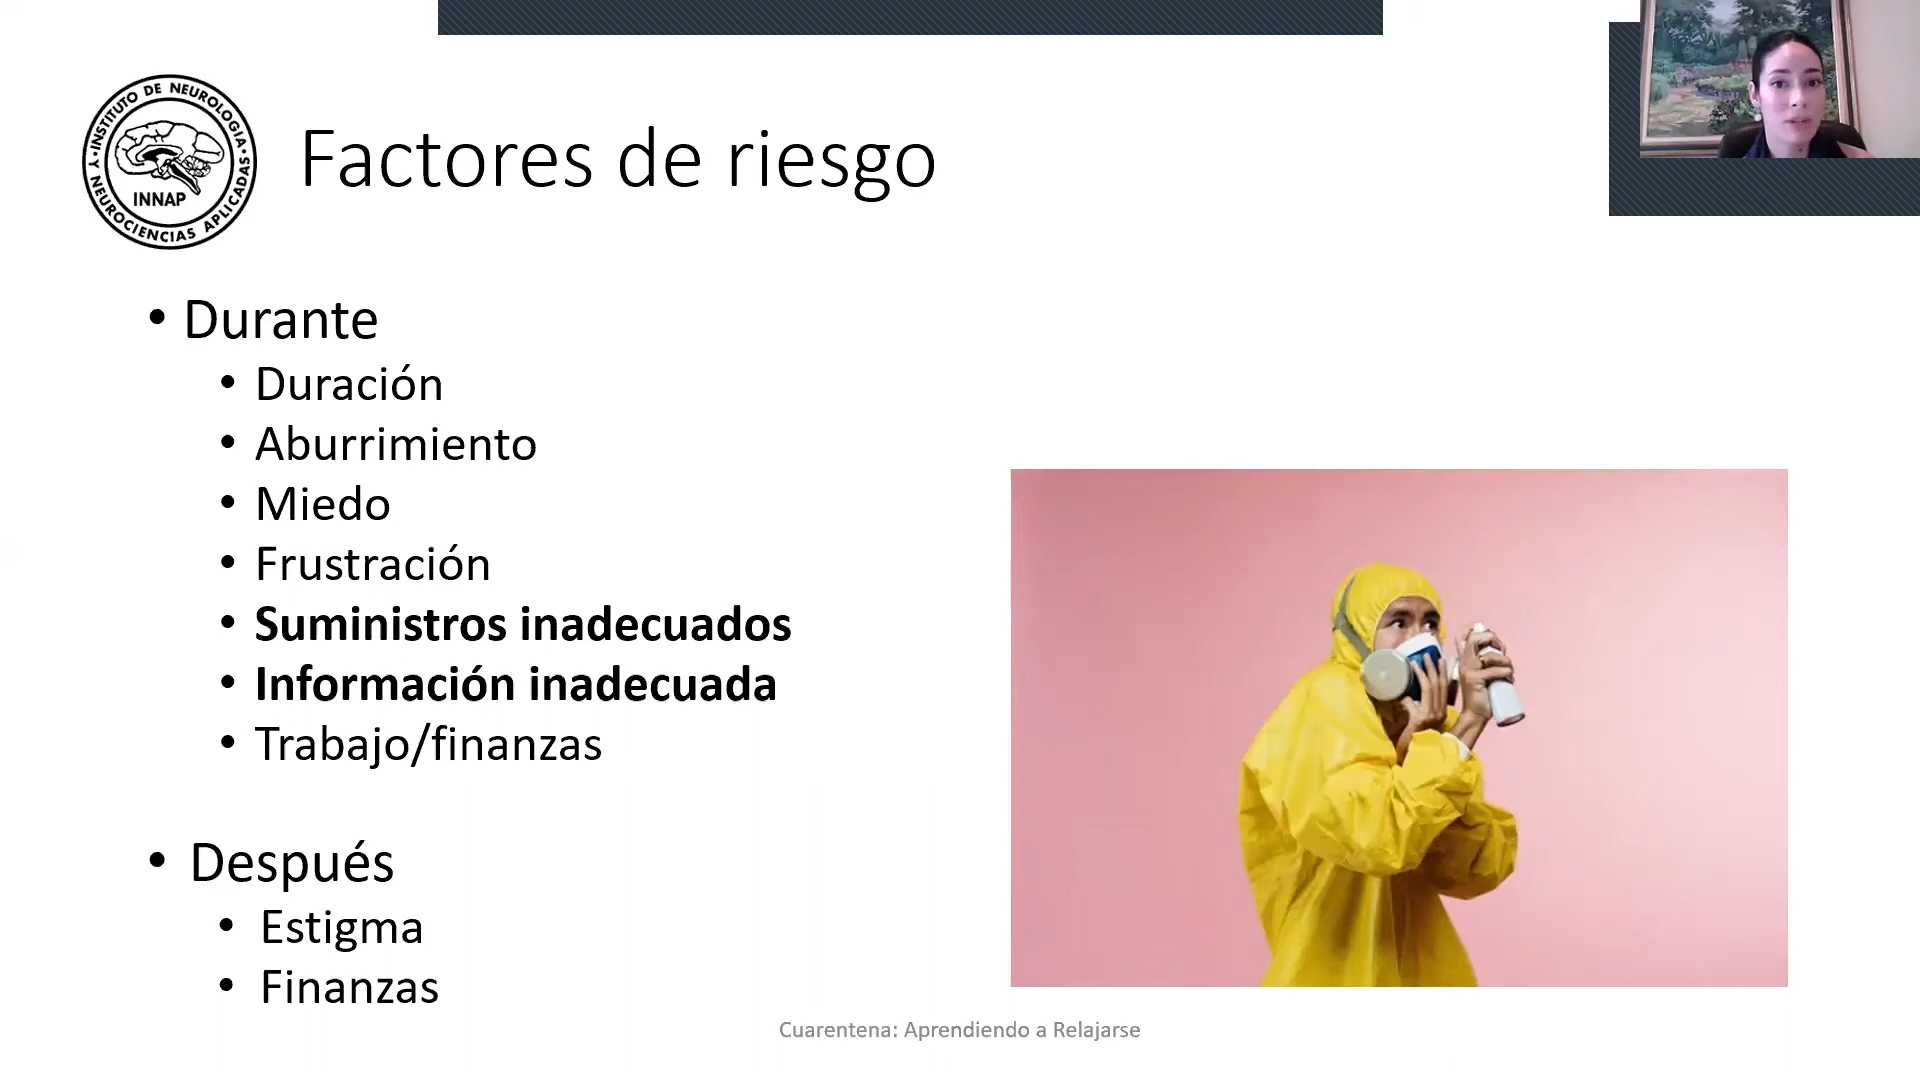 INSTITUTO DE NEUROLOGIA
Y NEUROCIENCIAS APLICADAS
INNAP
Factores de riesgo
• Durante
• Duración
• Aburrimiento
• Miedo
• Frustración
• Suministros inadecuados
• Información inadecuada
• Trabajo/finanzas
• Después
• Estigma
• Finanzas
Cuarentena: Aprendiendo a Relajarse